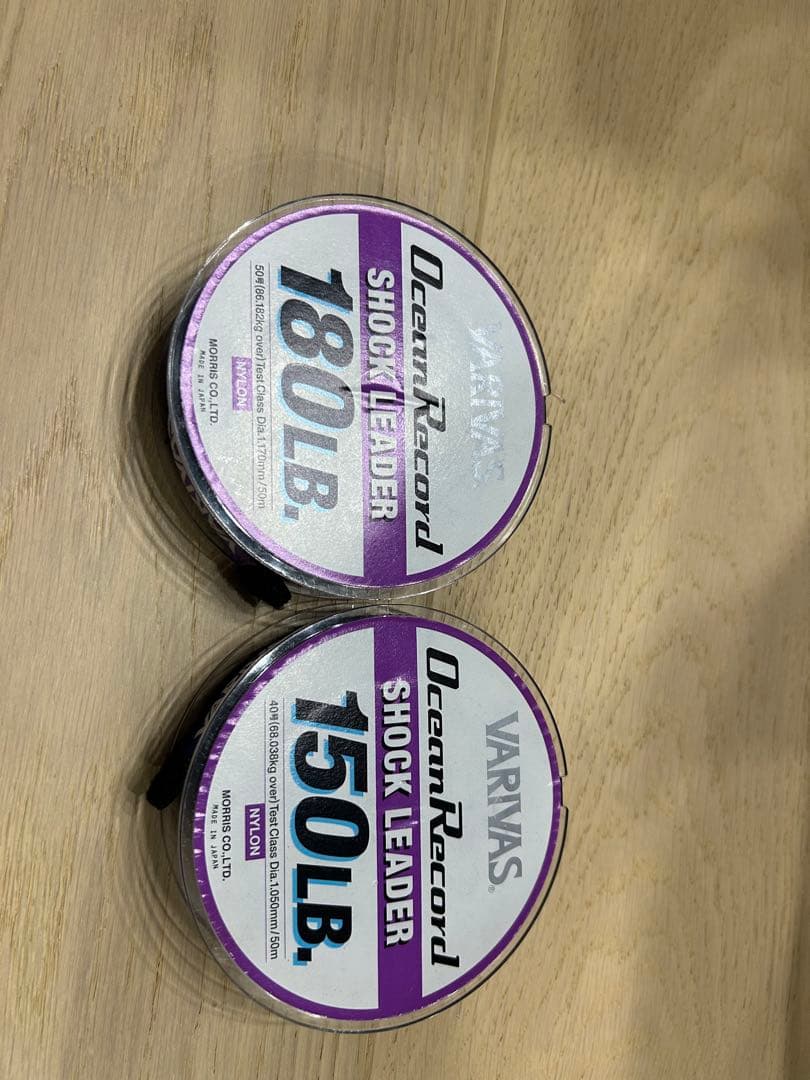 VARIVAS
OceanRecord
SHOCK LEADER
180LB.
50号(86.182kg over)Test Class Dia.1.170mm/50m
NYLON
MORRIS CO.,LTD.
MADE IN JAPAN
VARIVAS®
OceanRecord
SHOCK LEADER
150LB.
40号(68.038kg over)Test Class Dia.1.050mm/50m
NYLON
MORRIS CO.,LTD.
MADE IN JAPAN